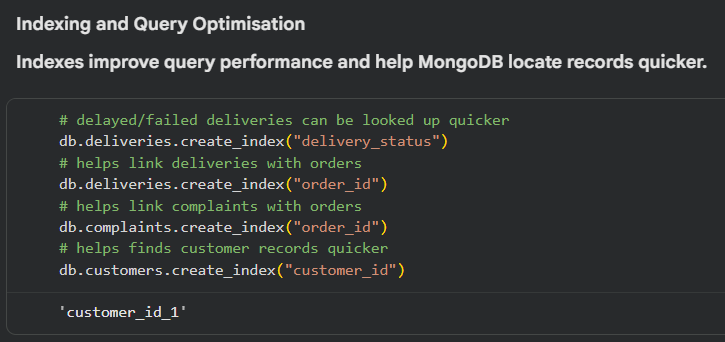 Indexing and Query Optimisation
Indexes improve query performance and help MongoDB locate records quicker.
# delayed/failed deliveries can be looked up quicker
db.deliveries.create_index("delivery_status")
# helps link deliveries with orders
db.deliveries.create_index("order_id")
# helps link complaints with orders
db.complaints.create_index("order_id")
# helps finds customer records quicker
db.customers.create_index("customer_id")
'customer_id_1'